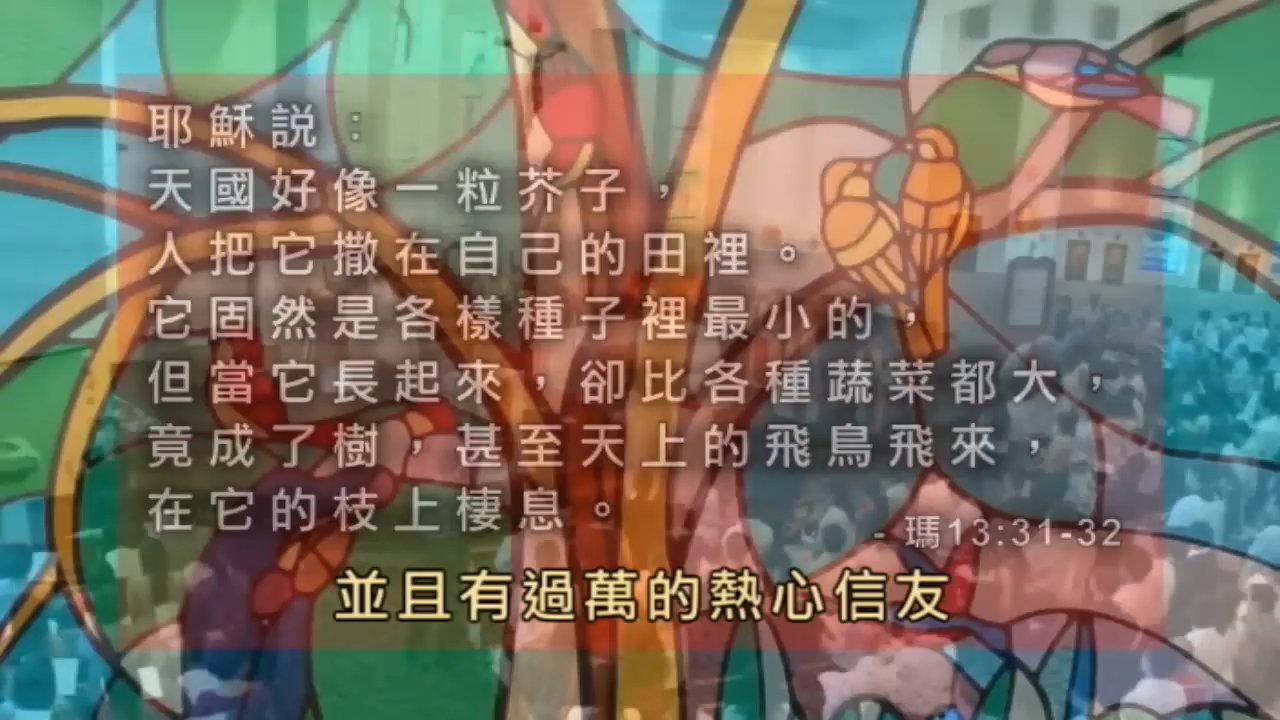 耶穌説：
天國好像一粒芥子，
人把它撒在自己的田裡。
它固然是各樣種子裡最小的，
但當它長起來，卻比各種蔬菜都大，
竟成了樹，甚至天上的飛鳥飛來，
在它的枝上棲息。
- 瑪13:31-32
並且有過萬的熱心信友